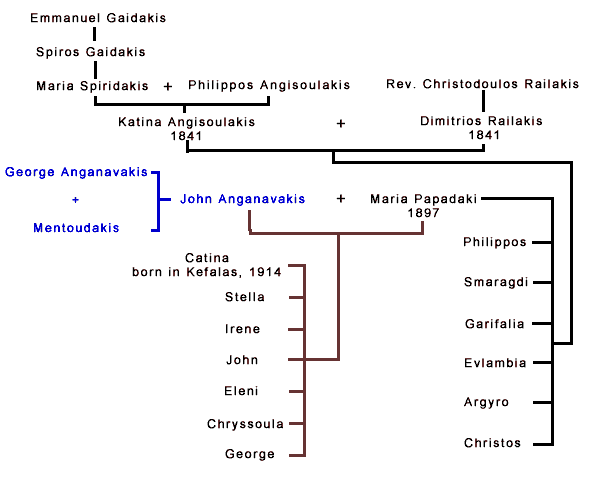 Emmanuel Gaidakis
Spiros Gaidakis
Maria Spiridakis + Philippos Angisoulakis
Rev. Christodoulos Railakis
Katina Angisoulakis
1841
+
Dimitrios Railakis
1841
George Anganavakis
+
Mentoudakis
John Anganavakis + Maria Papadaki
1897
Philippos
Smaragdi
Garifalia
Evlambia
Argyro
Christos
Catina
born in Kefalas, 1914
Stella
Irene
John
Eleni
Chryssoula
George